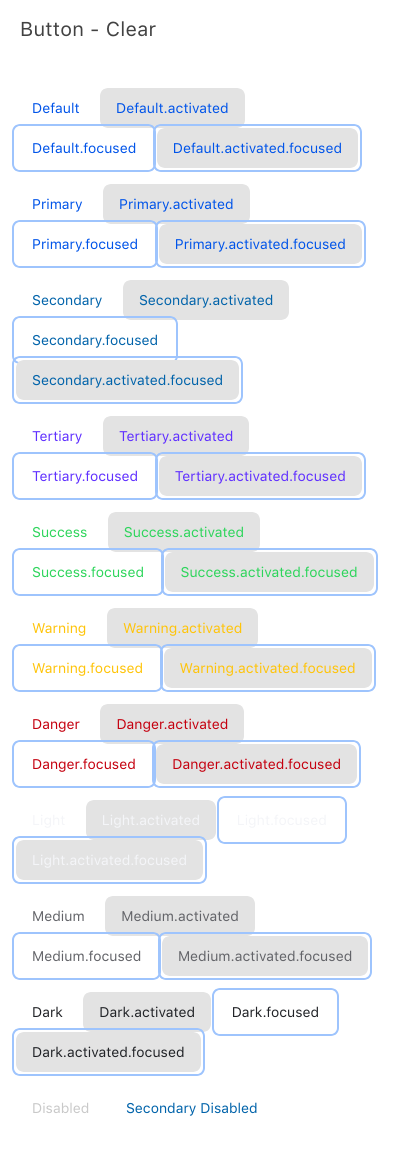 Button - Clear
Default Default.activated
Default.focused Default.activated.focused
Primary Primary.activated
Primary.focused Primary.activated.focused
Secondary Secondary.activated
Secondary.focused
Secondary.activated.focused
Tertiary Tertiary.activated
Tertiary.focused Tertiary.activated.focused
Success Success.activated
Success.focused Success.activated.focused
Warning Warning.activated
Warning.focused Warning.activated.focused
Danger Danger.activated
Danger.focused Danger.activated.focused
Light Light.activated Light.focused
Light.activated.focused
Medium Medium.activated
Medium.focused Medium.activated.focused
Dark Dark.activated Dark.focused
Dark.activated.focused
Disabled Secondary Disabled